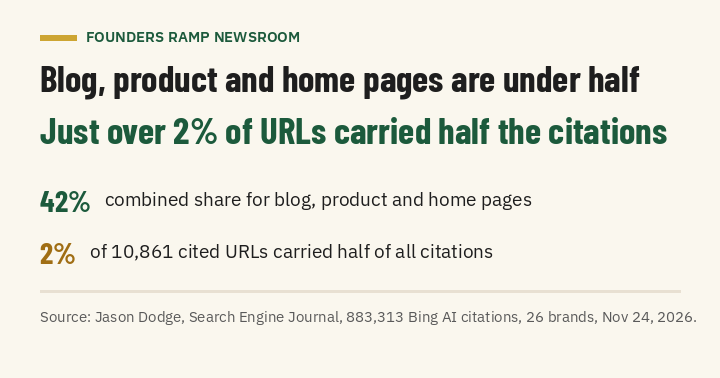 FOUNDERS RAMP NEWSROOM
Blog, product and home pages are under half
Just over 2% of URLs carried half the citations
42% combined share for blog, product and home pages
2% of 10,861 cited URLs carried half of all citations
Source: Jason Dodge, Search Engine Journal, 883,313 Bing AI citations, 26 brands, Nov 24, 2026.